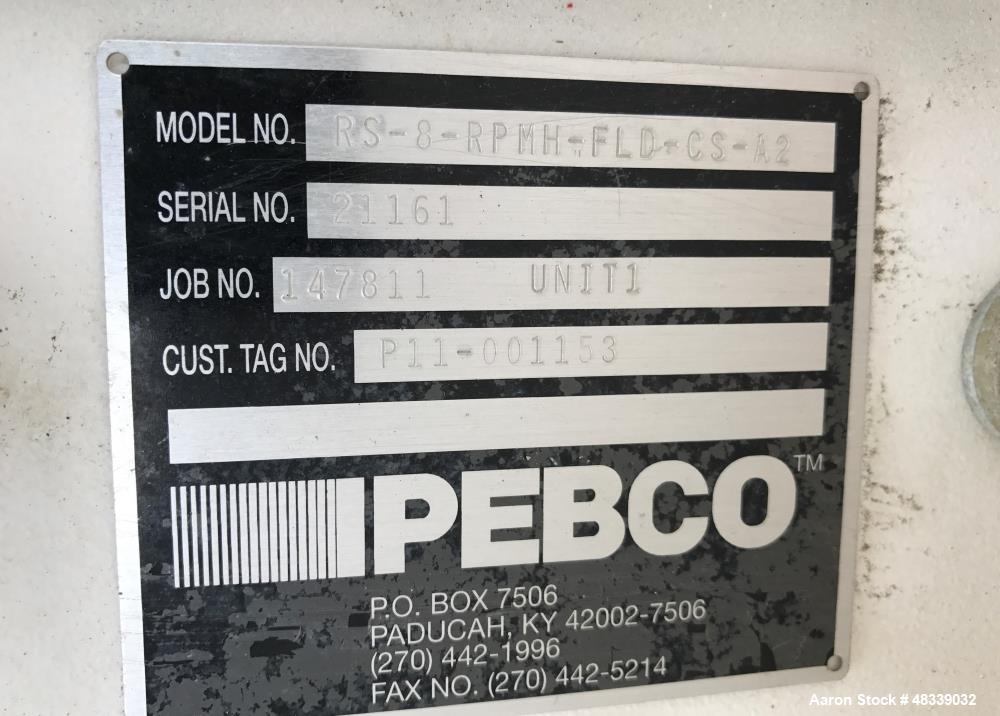 MODEL NO. RS-8-RPMH-FLD-CS-A2
SERIAL NO. 21161
JOB NO. 147811 UNIT1
CUST. TAG NO. P11-001153
PEBCO™
P.O. BOX 7506
PADUCAH, KY 42002-7506
(270) 442-1996
FAX NO. (270) 442-5214
Aaron Stock # 48339032